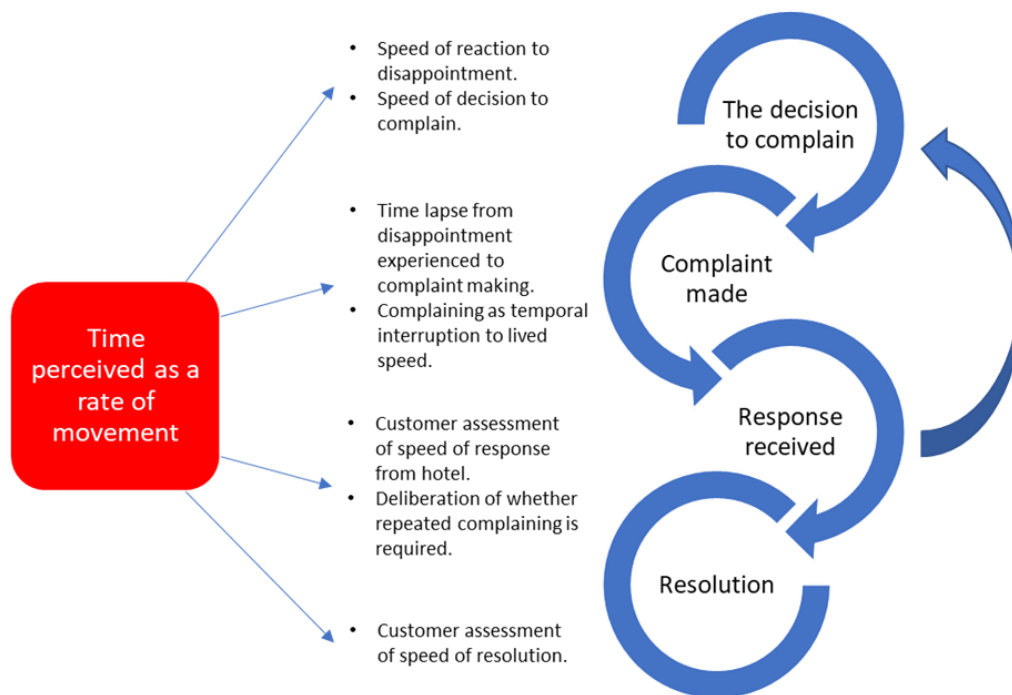 Time
perceived as a
rate of
movement
• Speed of reaction to
disappointment.
• Speed of decision to
complain.
• Time lapse from
disappointment
experienced to
complaint making.
• Complaining as temporal
interruption to lived
speed.
• Customer assessment
of speed of response
from hotel.
• Deliberation of whether
repeated complaining is
required.
• Customer assessment
of speed of resolution.
The decision
to complain
Complaint
made
Response
received
Resolution